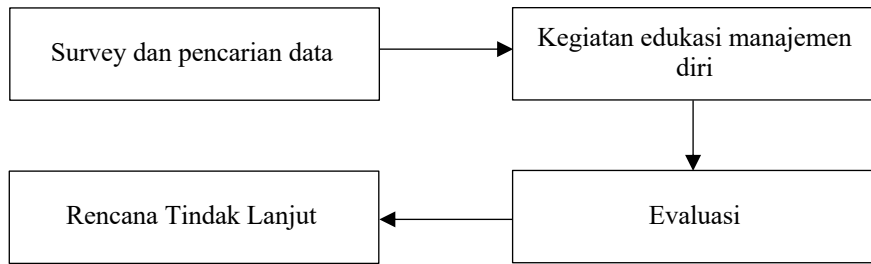 Survey dan pencarian data
Kegiatan edukasi manajemen
diri
Evaluasi
Rencana Tindak Lanjut